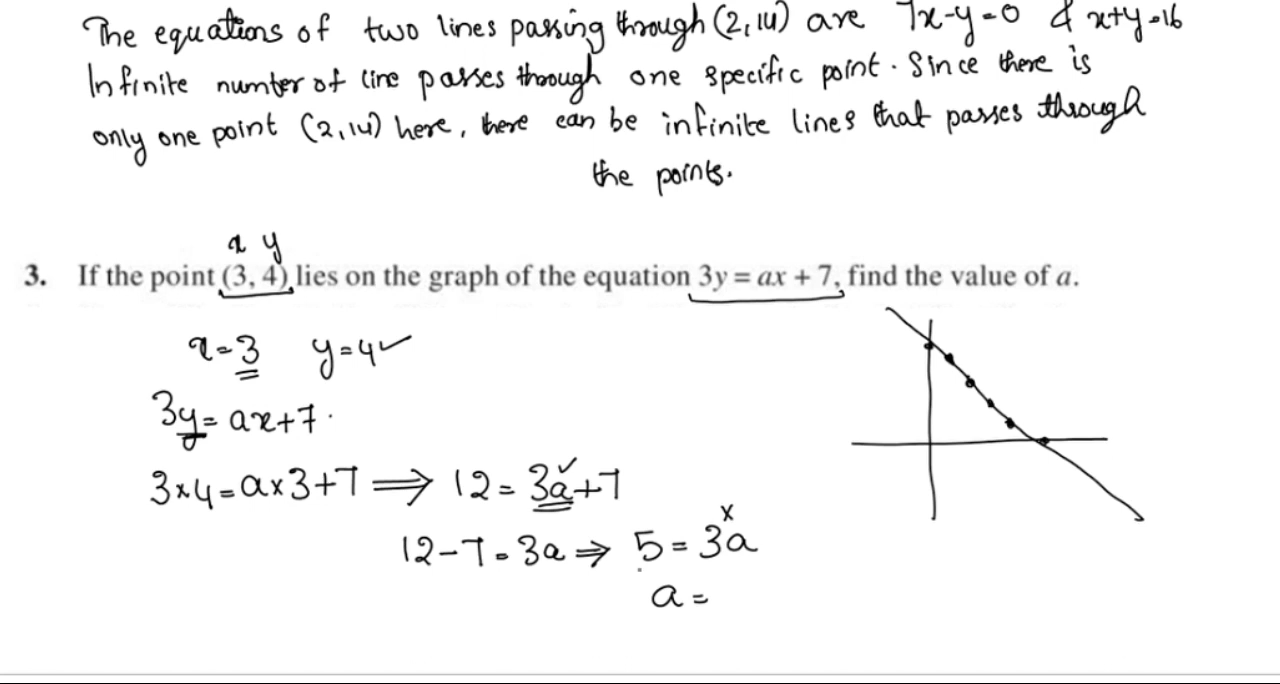 The equations of two lines passing through (2,14) are 7x-y=0 & x+y=16
Infinite number of line passes through one specific point. Since there is
only one point (2,14) here, there can be infinite lines that passes through
the points.
x y
3. If the point (3, 4) lies on the graph of the equation 3y = ax + 7, find the value of a.
x=3 y=4✓
3y=ax+7.
3×4=a×3+7⟹12=3a✓+7
x
12-7=3a⇒5=3a
a=